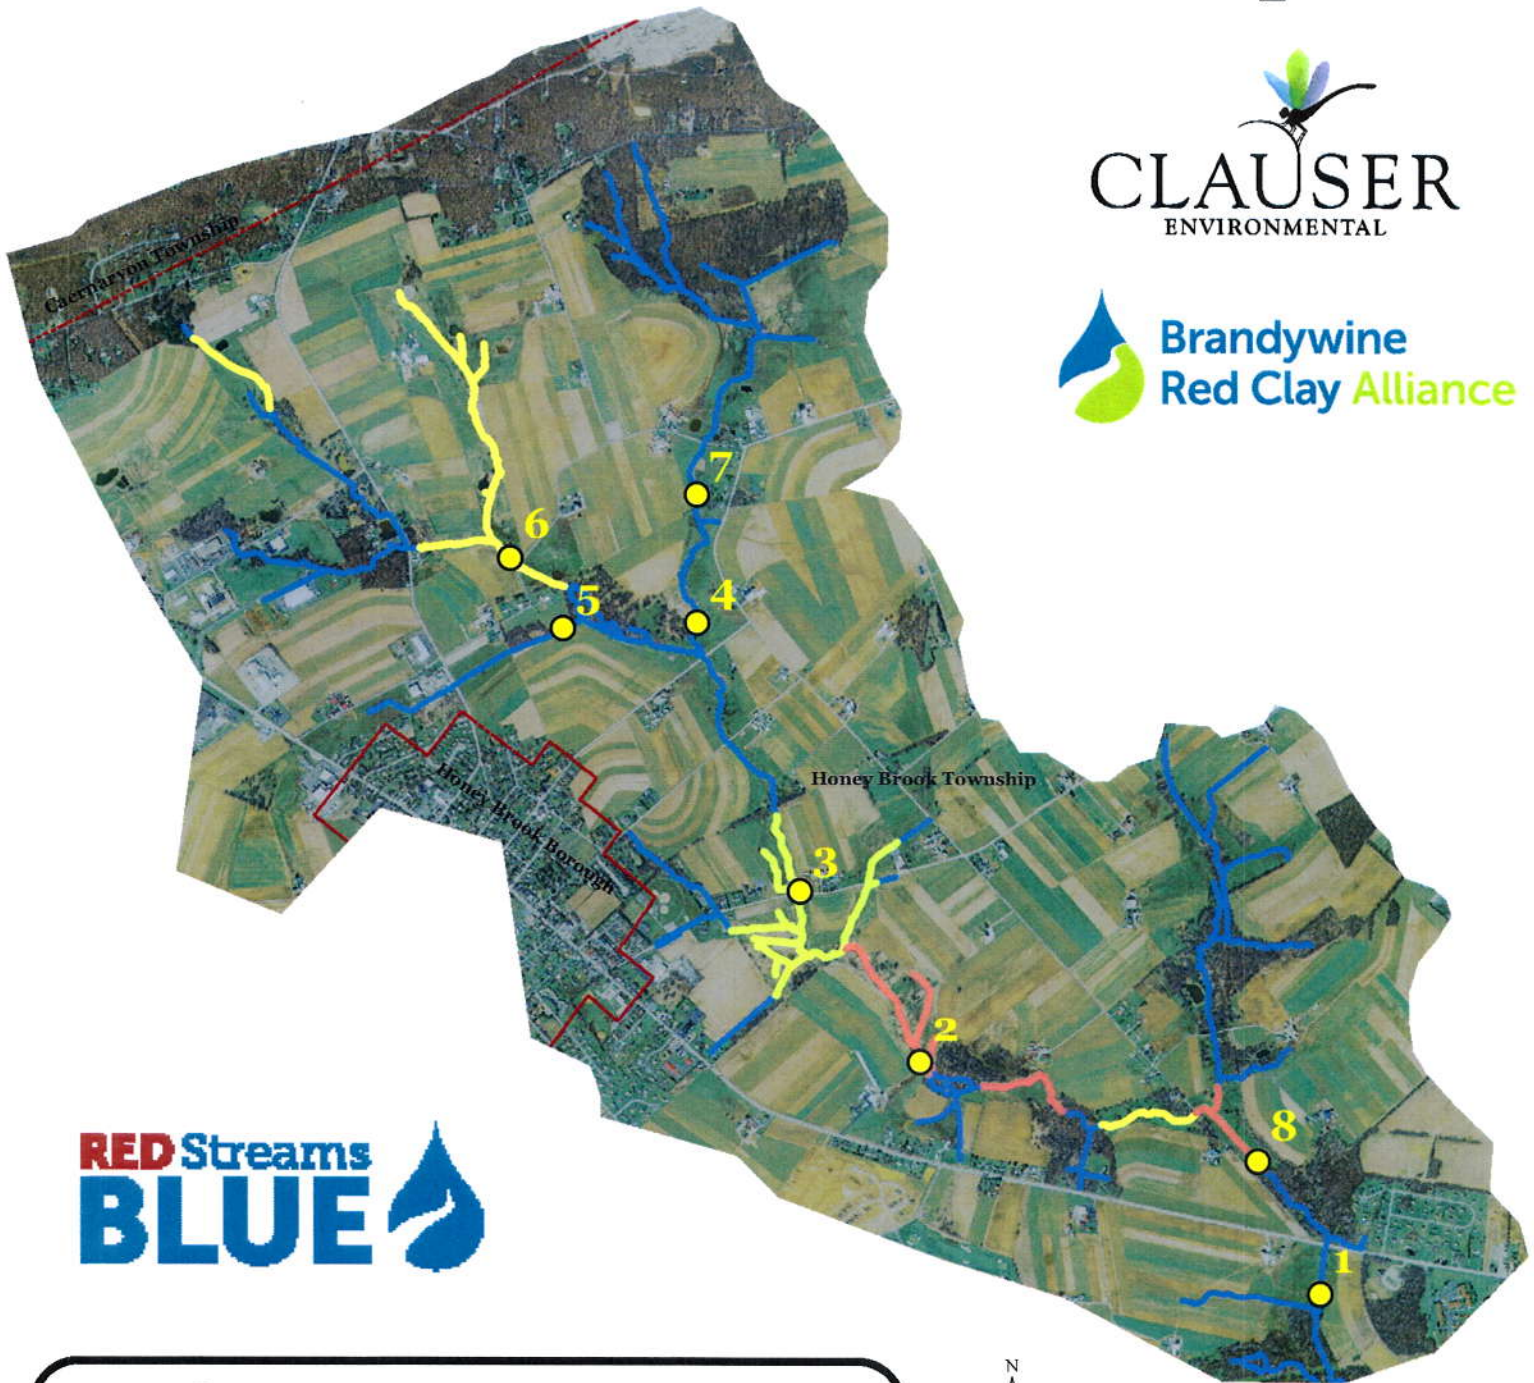 CLAUSER
ENVIRONMENTAL
Brandywine
Red Clay Alliance
Caernarvon Township
7
6
5
4
Honey Brook Township
Honey Brook Borough
3
2
8
1
RED Streams
BLUE
N